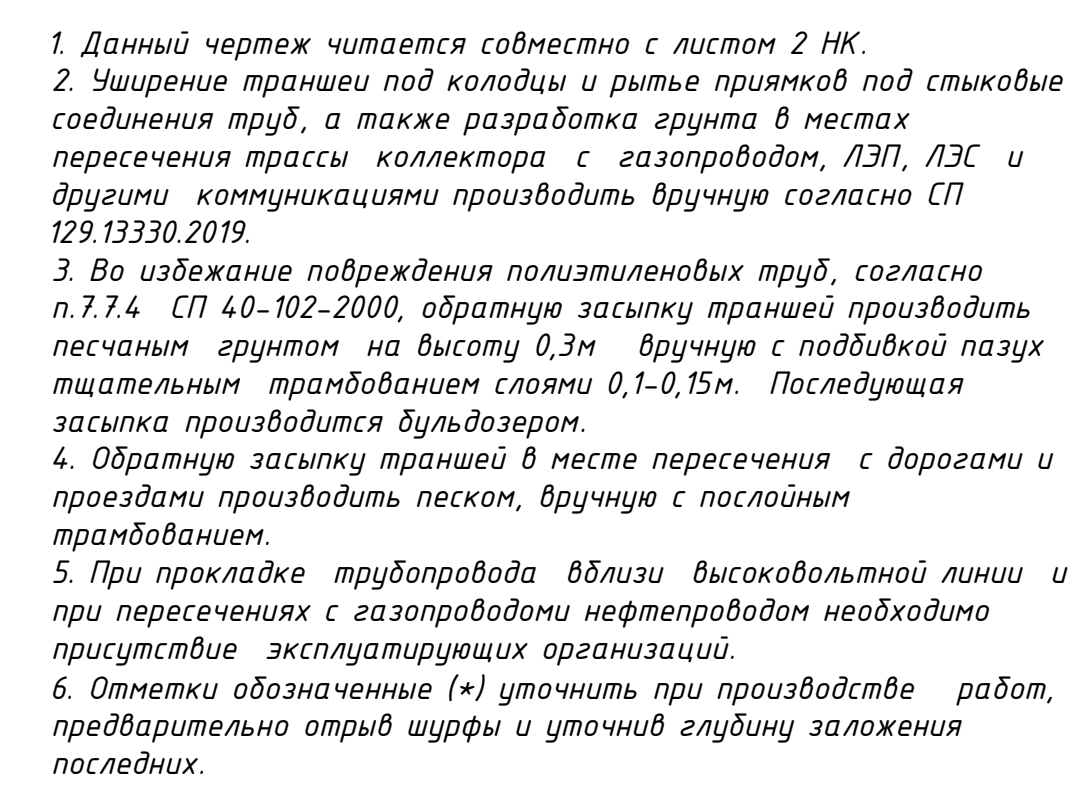 1. Данный чертеж читается совместно с листом 2 НК.
2. Уширение траншеи под колодцы и рытье приямков под стыковые
соединения труб, а также разработка грунта в местах
пересечения трассы коллектора с газопроводом, ЛЭП, ЛЭС и
другими коммуникациями производить вручную согласно СП
129.13330.2019.
3. Во избежание повреждения полиэтиленовых труб, согласно
п.7.7.4 СП 40-102-2000, обратную засыпку траншей производить
песчаным грунтом на высоту 0,3м вручную с подбивкой пазух
тщательным трамбованием слоями 0,1-0,15м. Последующая
засыпка производится бульдозером.
4. Обратную засыпку траншей в месте пересечения с дорогами и
проездами производить песком, вручную с послойным
трамбованием.
5. При прокладке трубопровода вблизи высоковольтной линии и
при пересечениях с газопроводоми нефтепроводом необходимо
присутствие эксплуатирующих организаций.
6. Отметки обозначенные (*) уточнить при производстве работ,
предварительно отрыв шурфы и уточнив глубину заложения
последних.